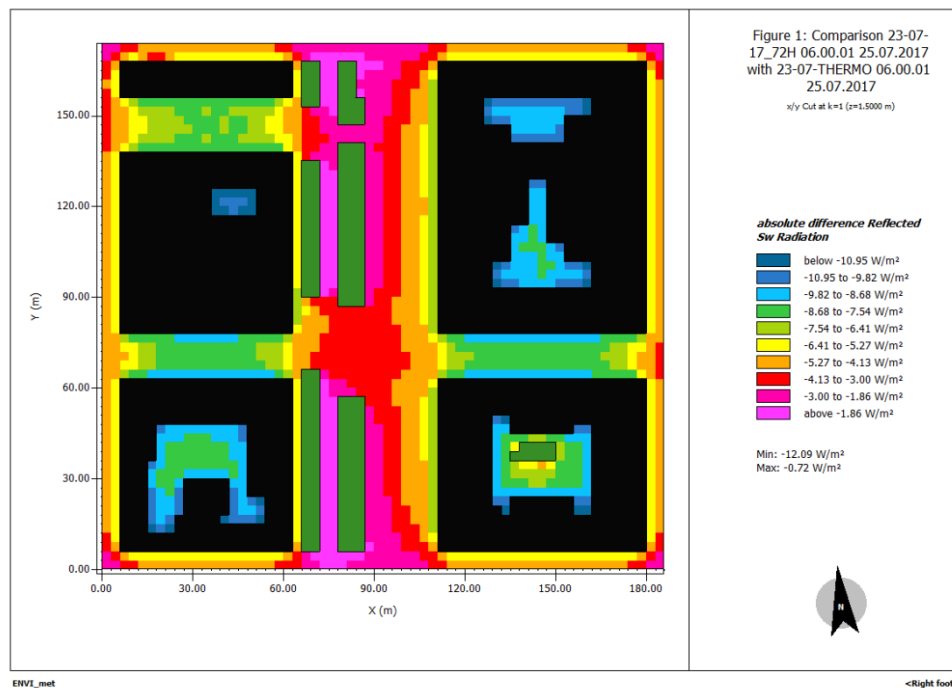 Figure 1: Comparison 23-07-
17_72H 06.00.01 25.07.2017
with 23-07-THERMO 06.00.01
25.07.2017
x/y Cut at k=1 (z=1.5000 m)
absolute difference Reflected
Sw Radiation
below -10.95 W/m²
-10.95 to -9.82 W/m²
-9.82 to -8.68 W/m²
-8.68 to -7.54 W/m²
-7.54 to -6.41 W/m²
-6.41 to -5.27 W/m²
-5.27 to -4.13 W/m²
-4.13 to -3.00 W/m²
-3.00 to -1.86 W/m²
above -1.86 W/m²
Min: -12.09 W/m²
Max: -0.72 W/m²
N
Y (m)
150.00
120.00
90.00
60.00
30.00
0.00
0.00 30.00 60.00 90.00 120.00 150.00 180.00
X (m)
ENVI_met
<Right foot